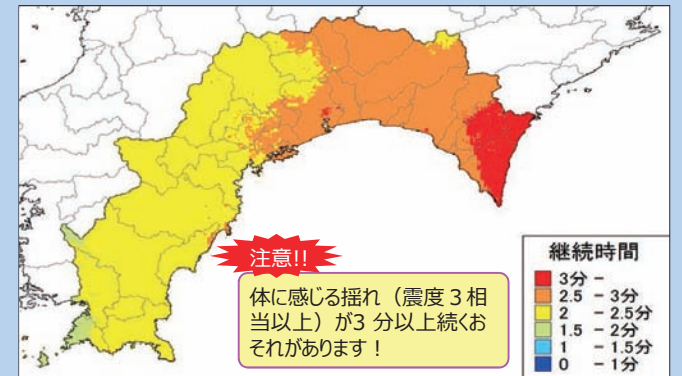 注意!!
体に感じる揺れ（震度３相
当以上）が3 分以上続くお
それがあります！
継続時間
3分 -
2.5 - 3分
2 - 2.5分
1.5 - 2分
1 - 1.5分
0 - 1分